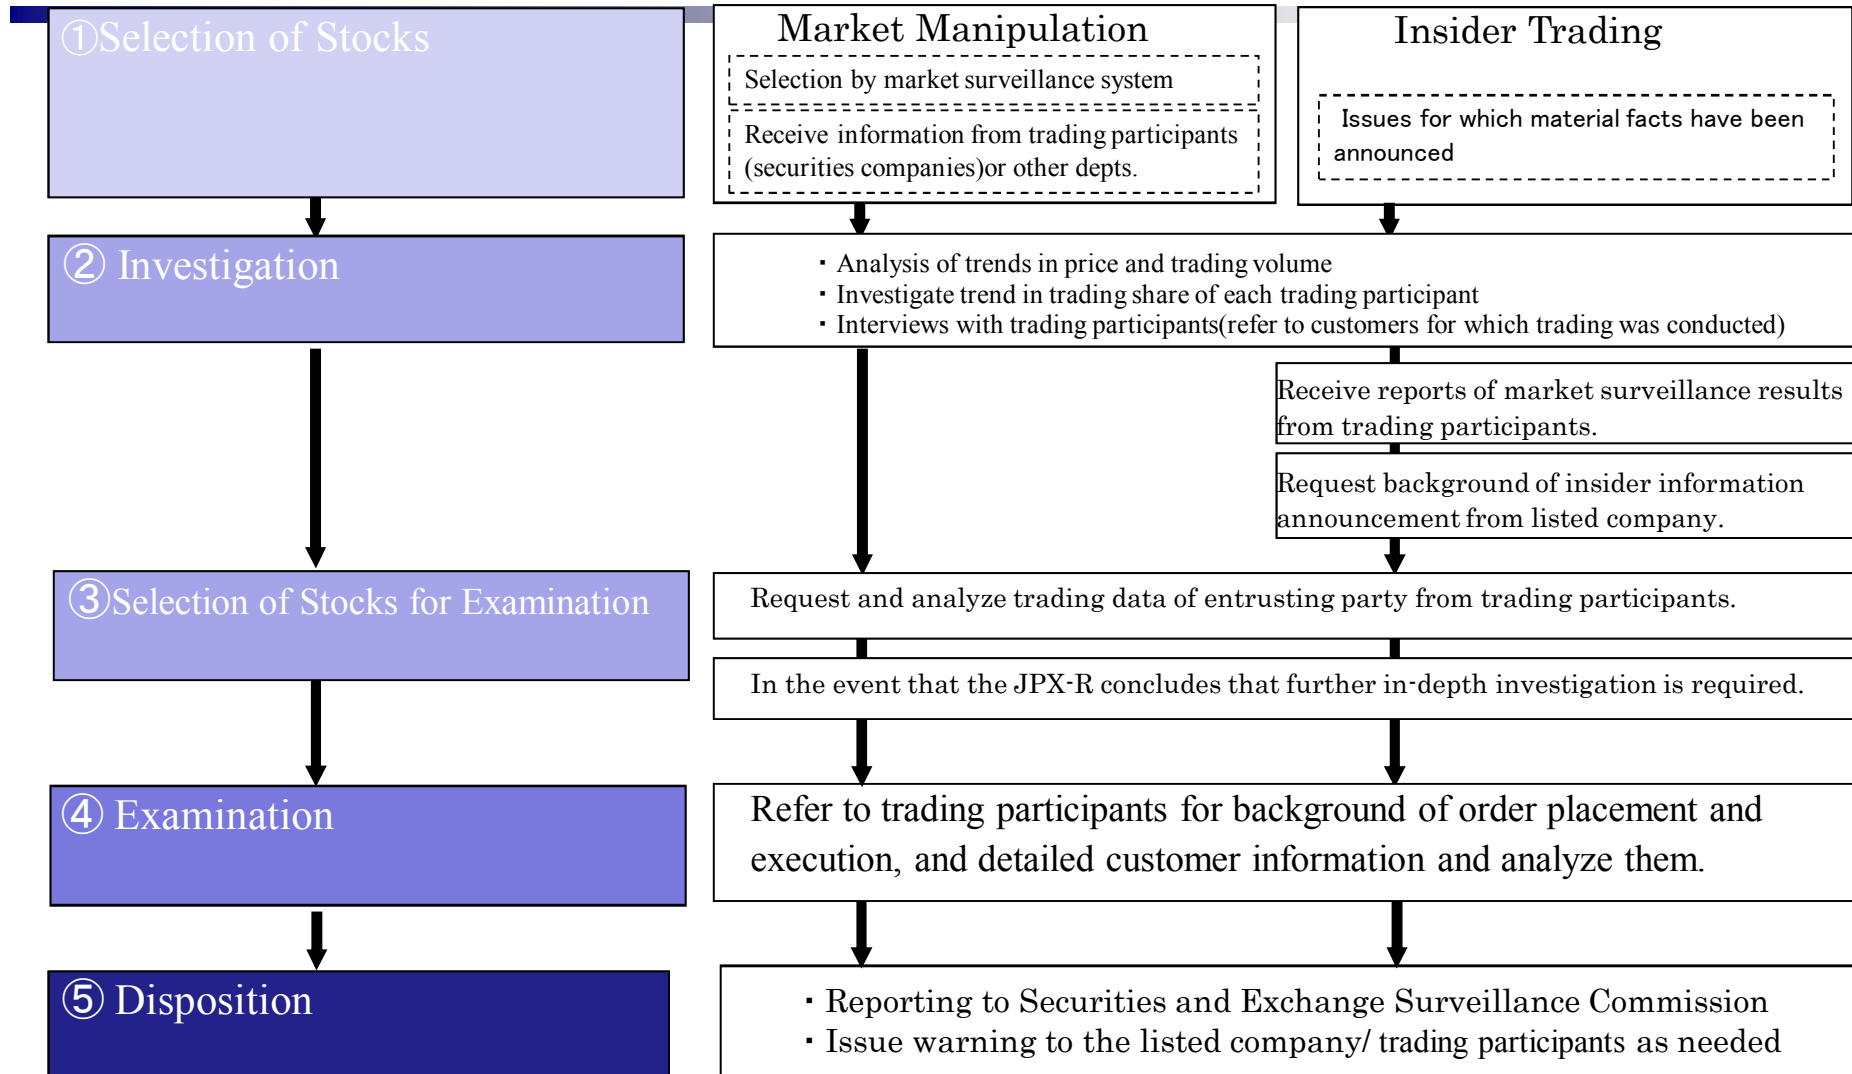 ①Selection of Stocks
Market Manipulation
Selection by market surveillance system
Receive information from trading participants
(securities companies)or other depts.
Insider Trading
Issues for which material facts have been
announced
② Investigation
・Analysis of trends in price and trading volume
・Investigate trend in trading share of each trading participant
・Interviews with trading participants(refer to customers for which trading was conducted)
Receive reports of market surveillance results
from trading participants.
Request background of insider information
announcement from listed company.
③Selection of Stocks for Examination
Request and analyze trading data of entrusting party from trading participants.
In the event that the JPX-R concludes that further in-depth investigation is required.
④ Examination
Refer to trading participants for background of order placement and
execution, and detailed customer information and analyze them.
⑤ Disposition
・Reporting to Securities and Exchange Surveillance Commission
・Issue warning to the listed company/ trading participants as needed